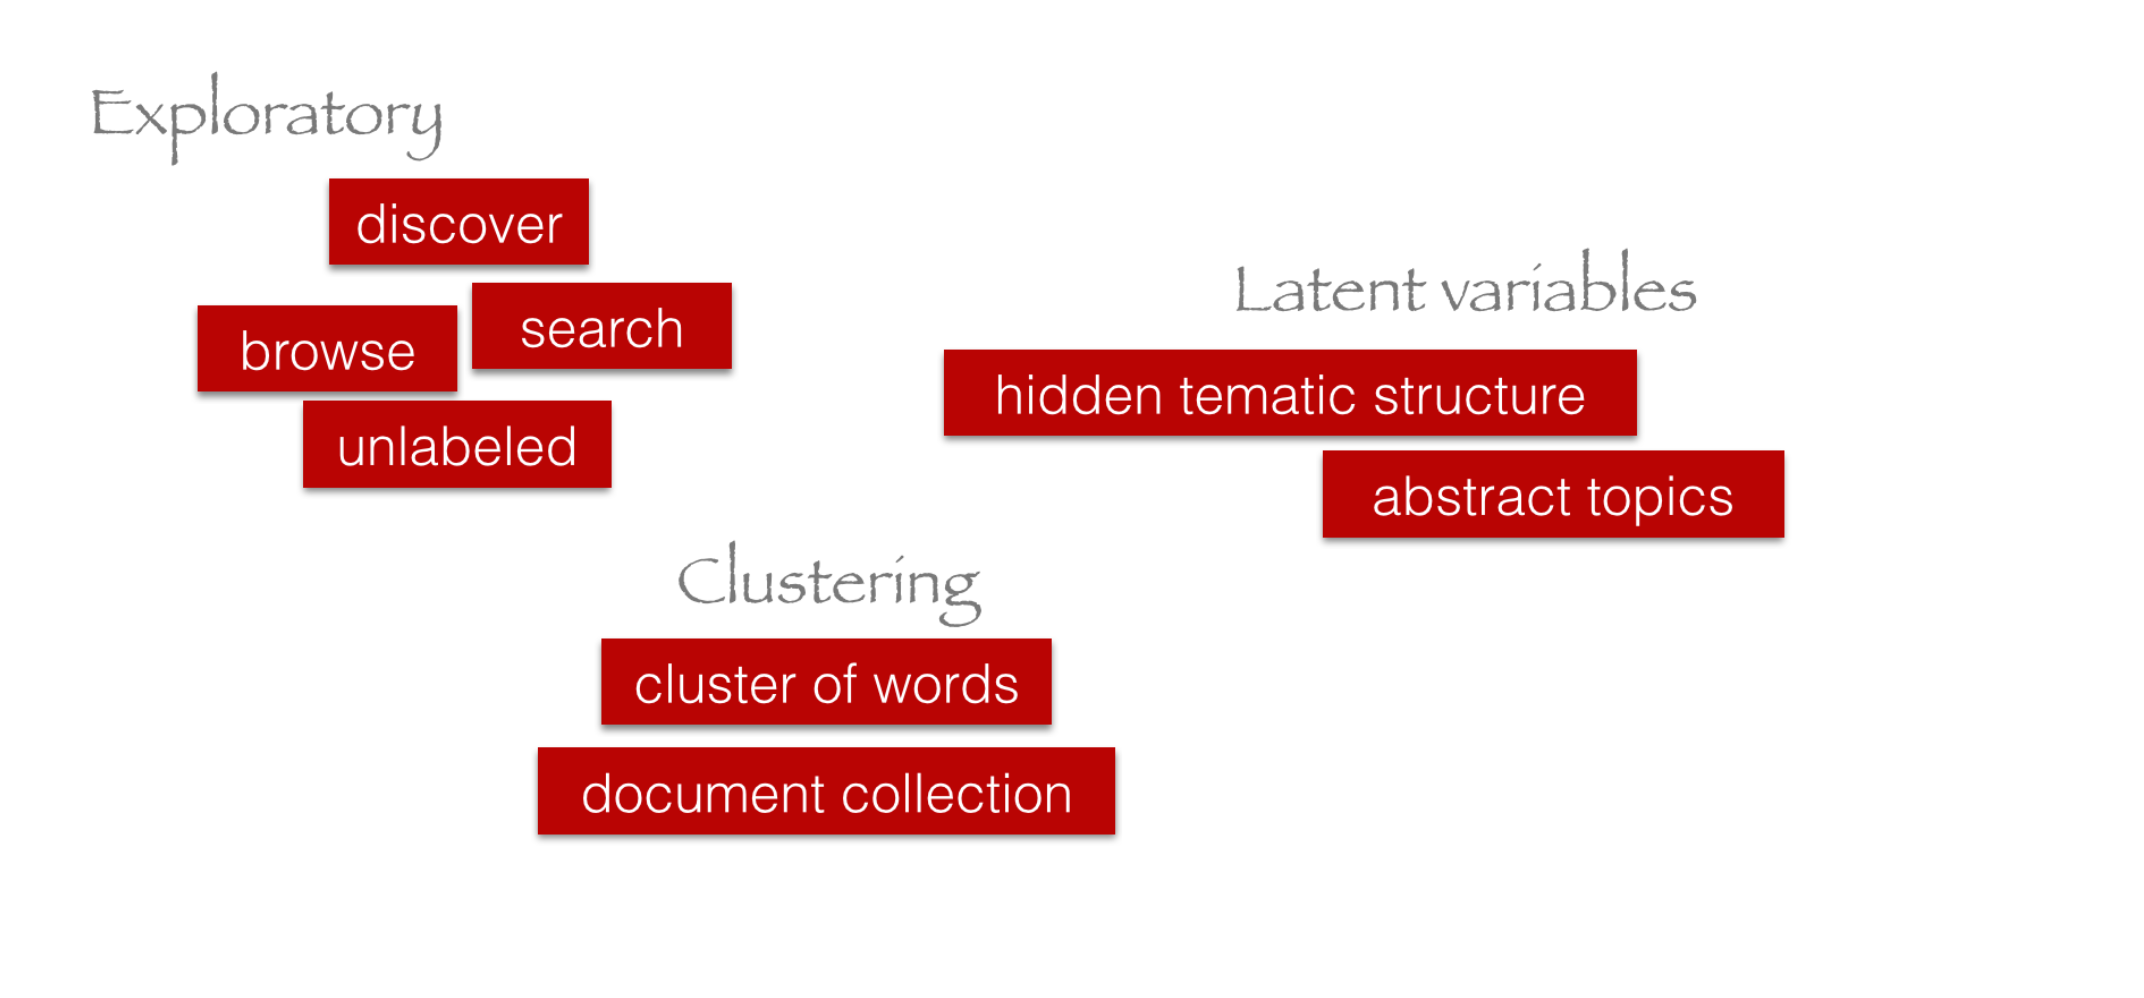 Exploratory
discover
search
browse
unlabeled
Latent variables
hidden tematic structure
abstract topics
Clustering
cluster of words
document collection